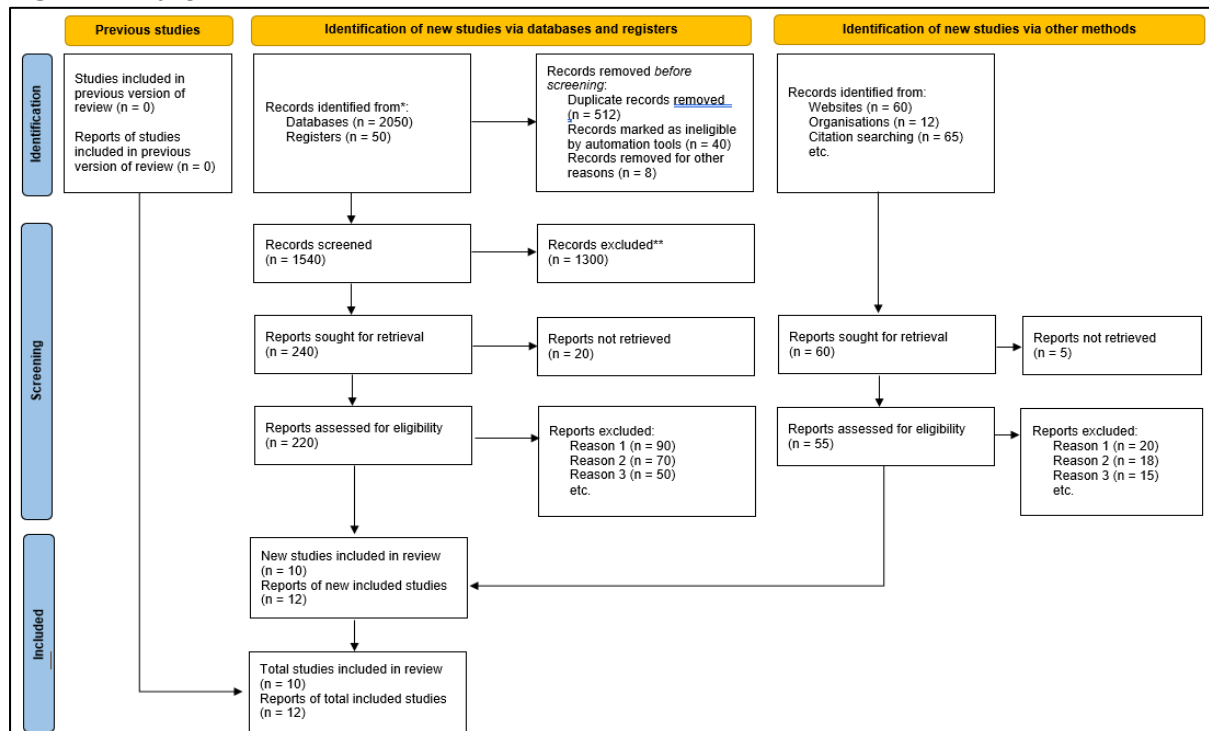 Previous studies
Identification of new studies via databases and registers
Identification of new studies via other methods
Identification
Studies included in
previous version of
review (n = 0)
Reports of studies
included in previous
version of review (n = 0)
Records identified from*:
Databases (n = 2050)
Registers (n = 50)
Records removed before
screening:
Duplicate records removed
(n = 512)
Records marked as ineligible
by automation tools (n = 40)
Records removed for other
reasons (n = 8)
Records identified from:
Websites (n = 60)
Organisations (n = 12)
Citation searching (n = 65)
etc.
Screening
Records screened
(n = 1540)
Records excluded**
(n = 1300)
Reports sought for retrieval
(n = 240)
Reports not retrieved
(n = 20)
Reports sought for retrieval
(n = 60)
Reports not retrieved
(n = 5)
Reports assessed for eligibility
(n = 220)
Reports excluded:
Reason 1 (n = 90)
Reason 2 (n = 70)
Reason 3 (n = 50)
etc.
Reports assessed for eligibility
(n = 55)
Reports excluded:
Reason 1 (n = 20)
Reason 2 (n = 18)
Reason 3 (n = 15)
etc.
Included
New studies included in review
(n = 10)
Reports of new included studies
(n = 12)
Total studies included in review
(n = 10)
Reports of total included studies
(n = 12)